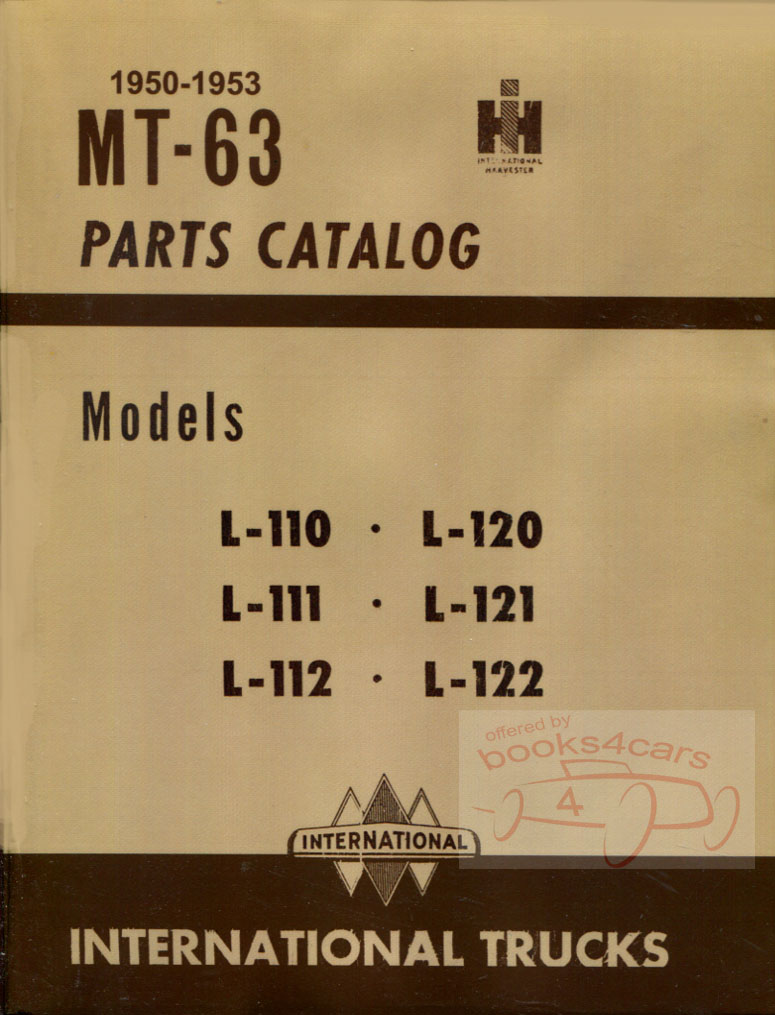 1950-1953
MT-63
IH
INTERNATIONAL
HARVESTER
PARTS CATALOG
Models
L-110 • L-120
L-111 • L-121
L-112 • L-122
offered by
books4cars
4
INTERNATIONAL
INTERNATIONAL TRUCKS